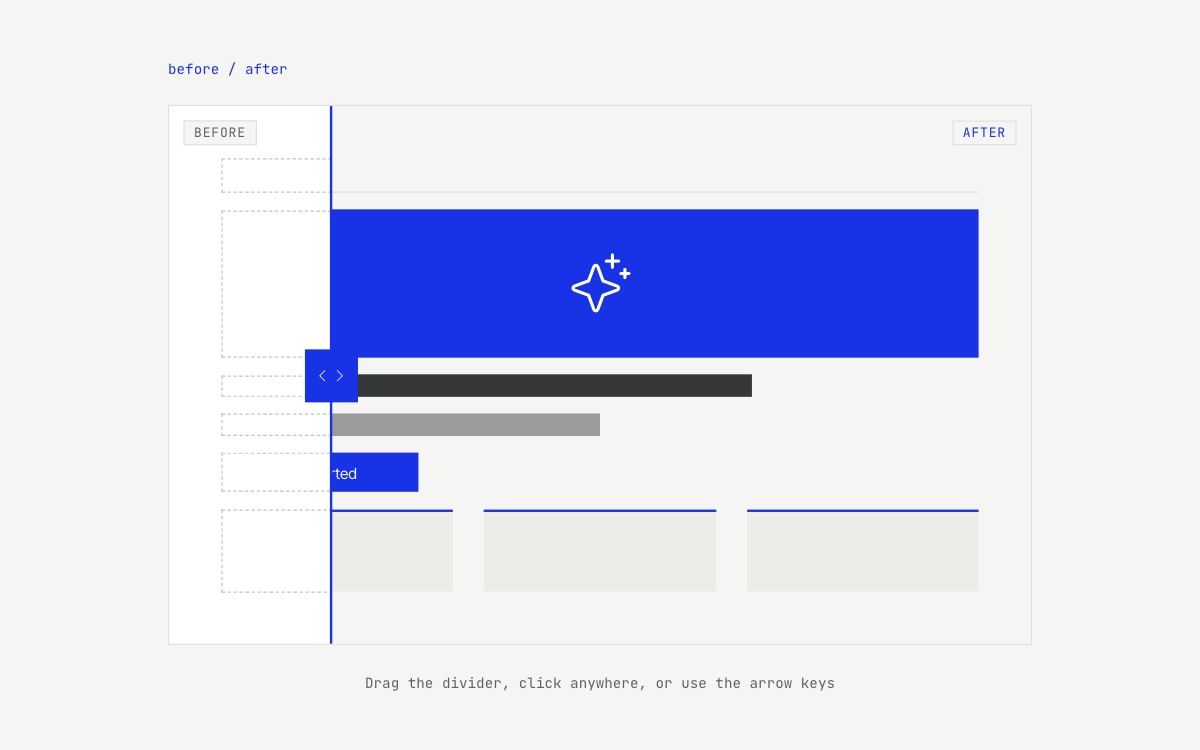 before / after
BEFORE
AFTER
rted
Drag the divider, click anywhere, or use the arrow keys